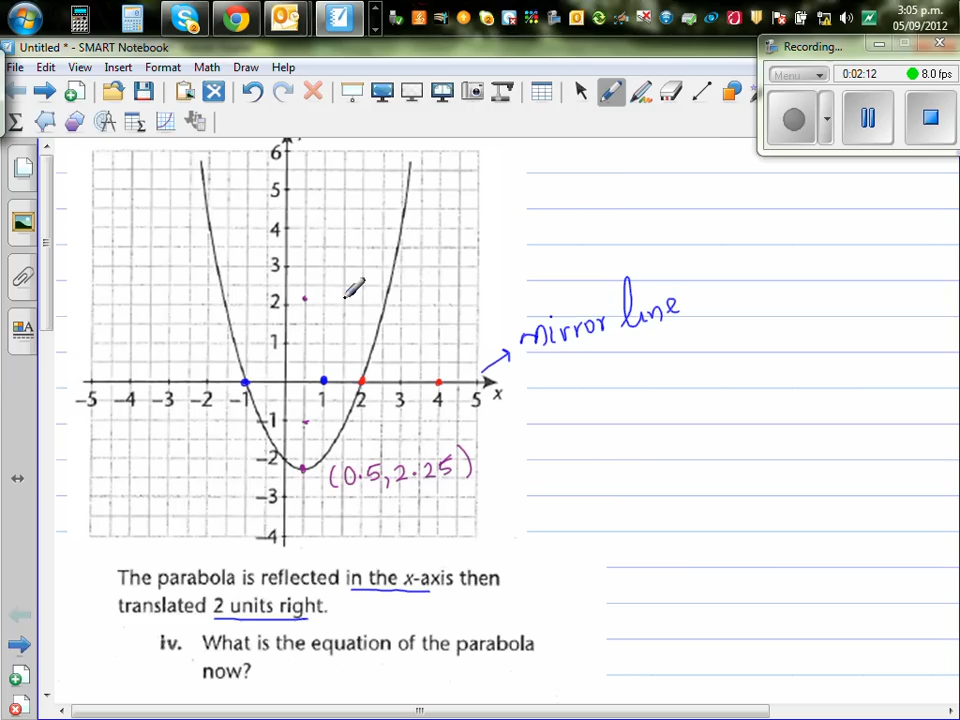 3:05 p.m.
05/09/2012
Untitled * - SMART Notebook
File Edit View Insert Format Math Draw Help
Recording...
Menu
0:02:12
8.0 fps
6
5
4
3
2
1
-5 -4 -3 -2 -1 1 2 3 4 5 x
-1
-2
-3
-4
mirror line
(0.5, 2.25)
The parabola is reflected in the x-axis then
translated 2 units right.
iv. What is the equation of the parabola
now?